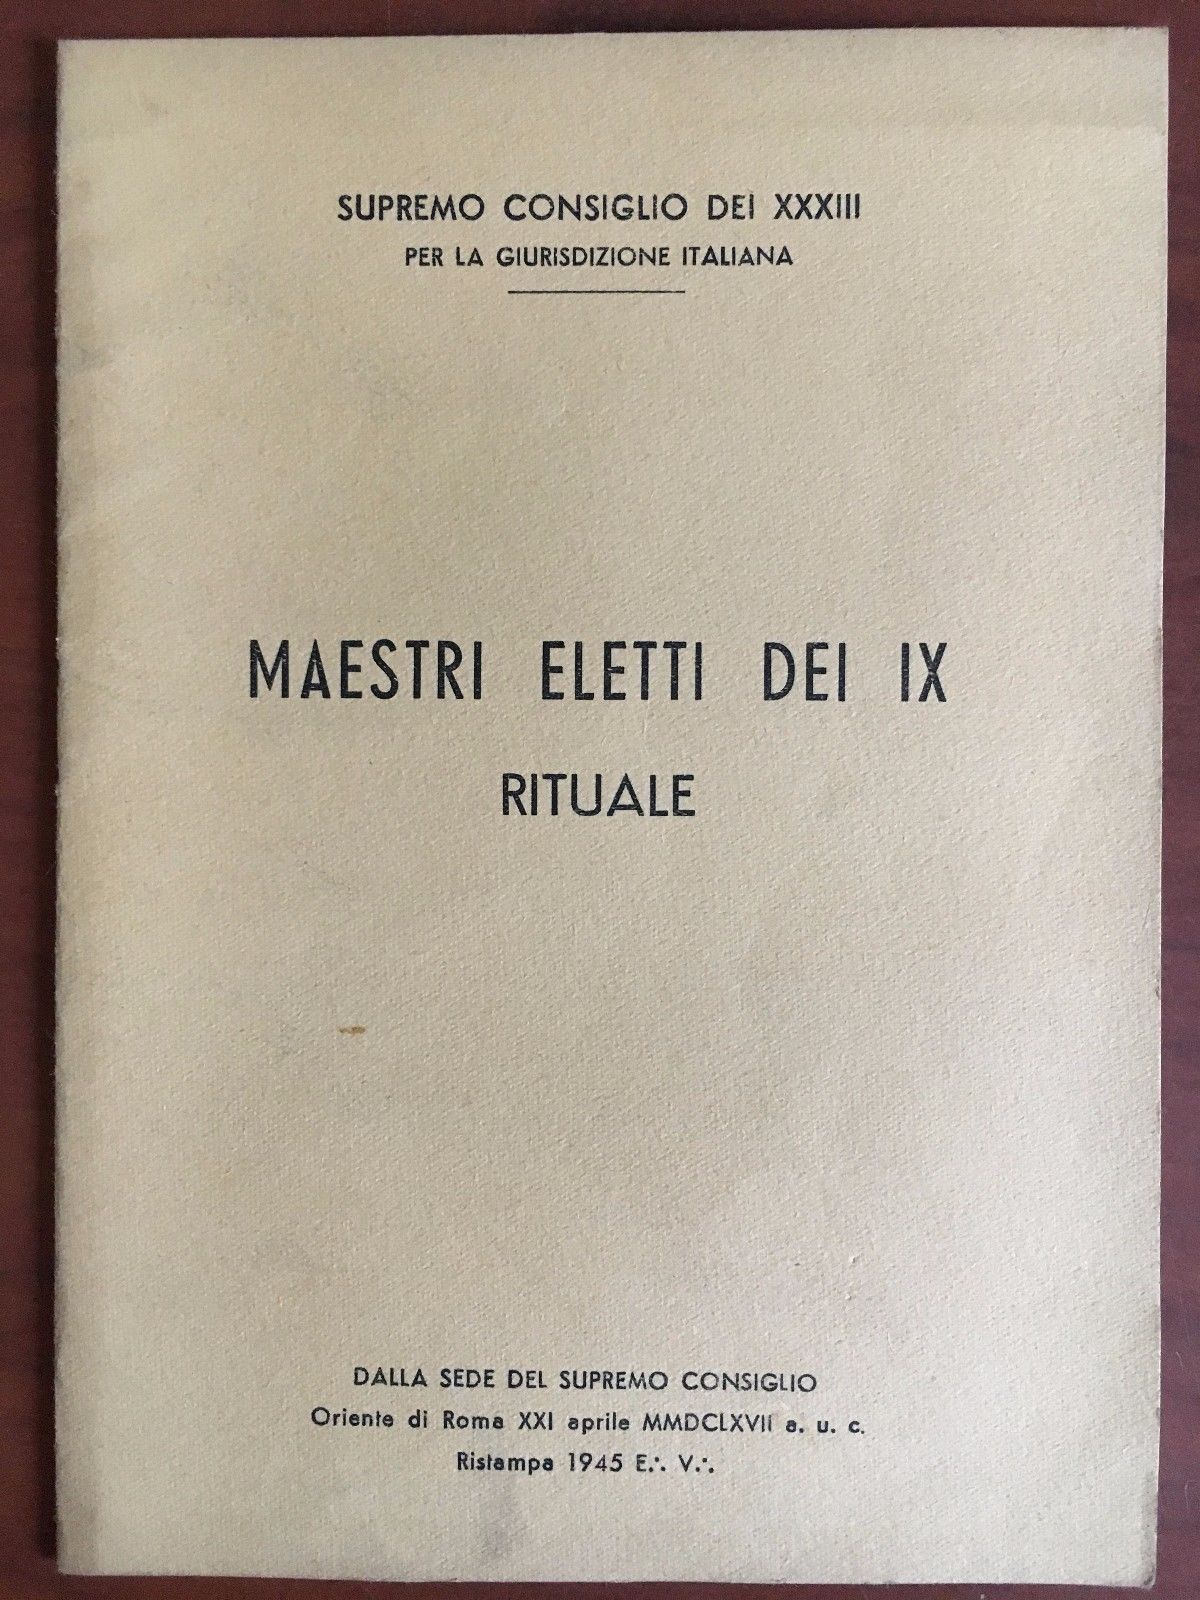 SUPREMO CONSIGLIO DEI XXXIII
PER LA GIURISDIZIONE ITALIANA
MAESTRI ELETTI DEI IX
RITUALE
DALLA SEDE DEL SUPREMO CONSIGLIO
Oriente di Roma XXI aprile MMDCLXVII a. u. c.
Ristampa 1945 E∴ V∴